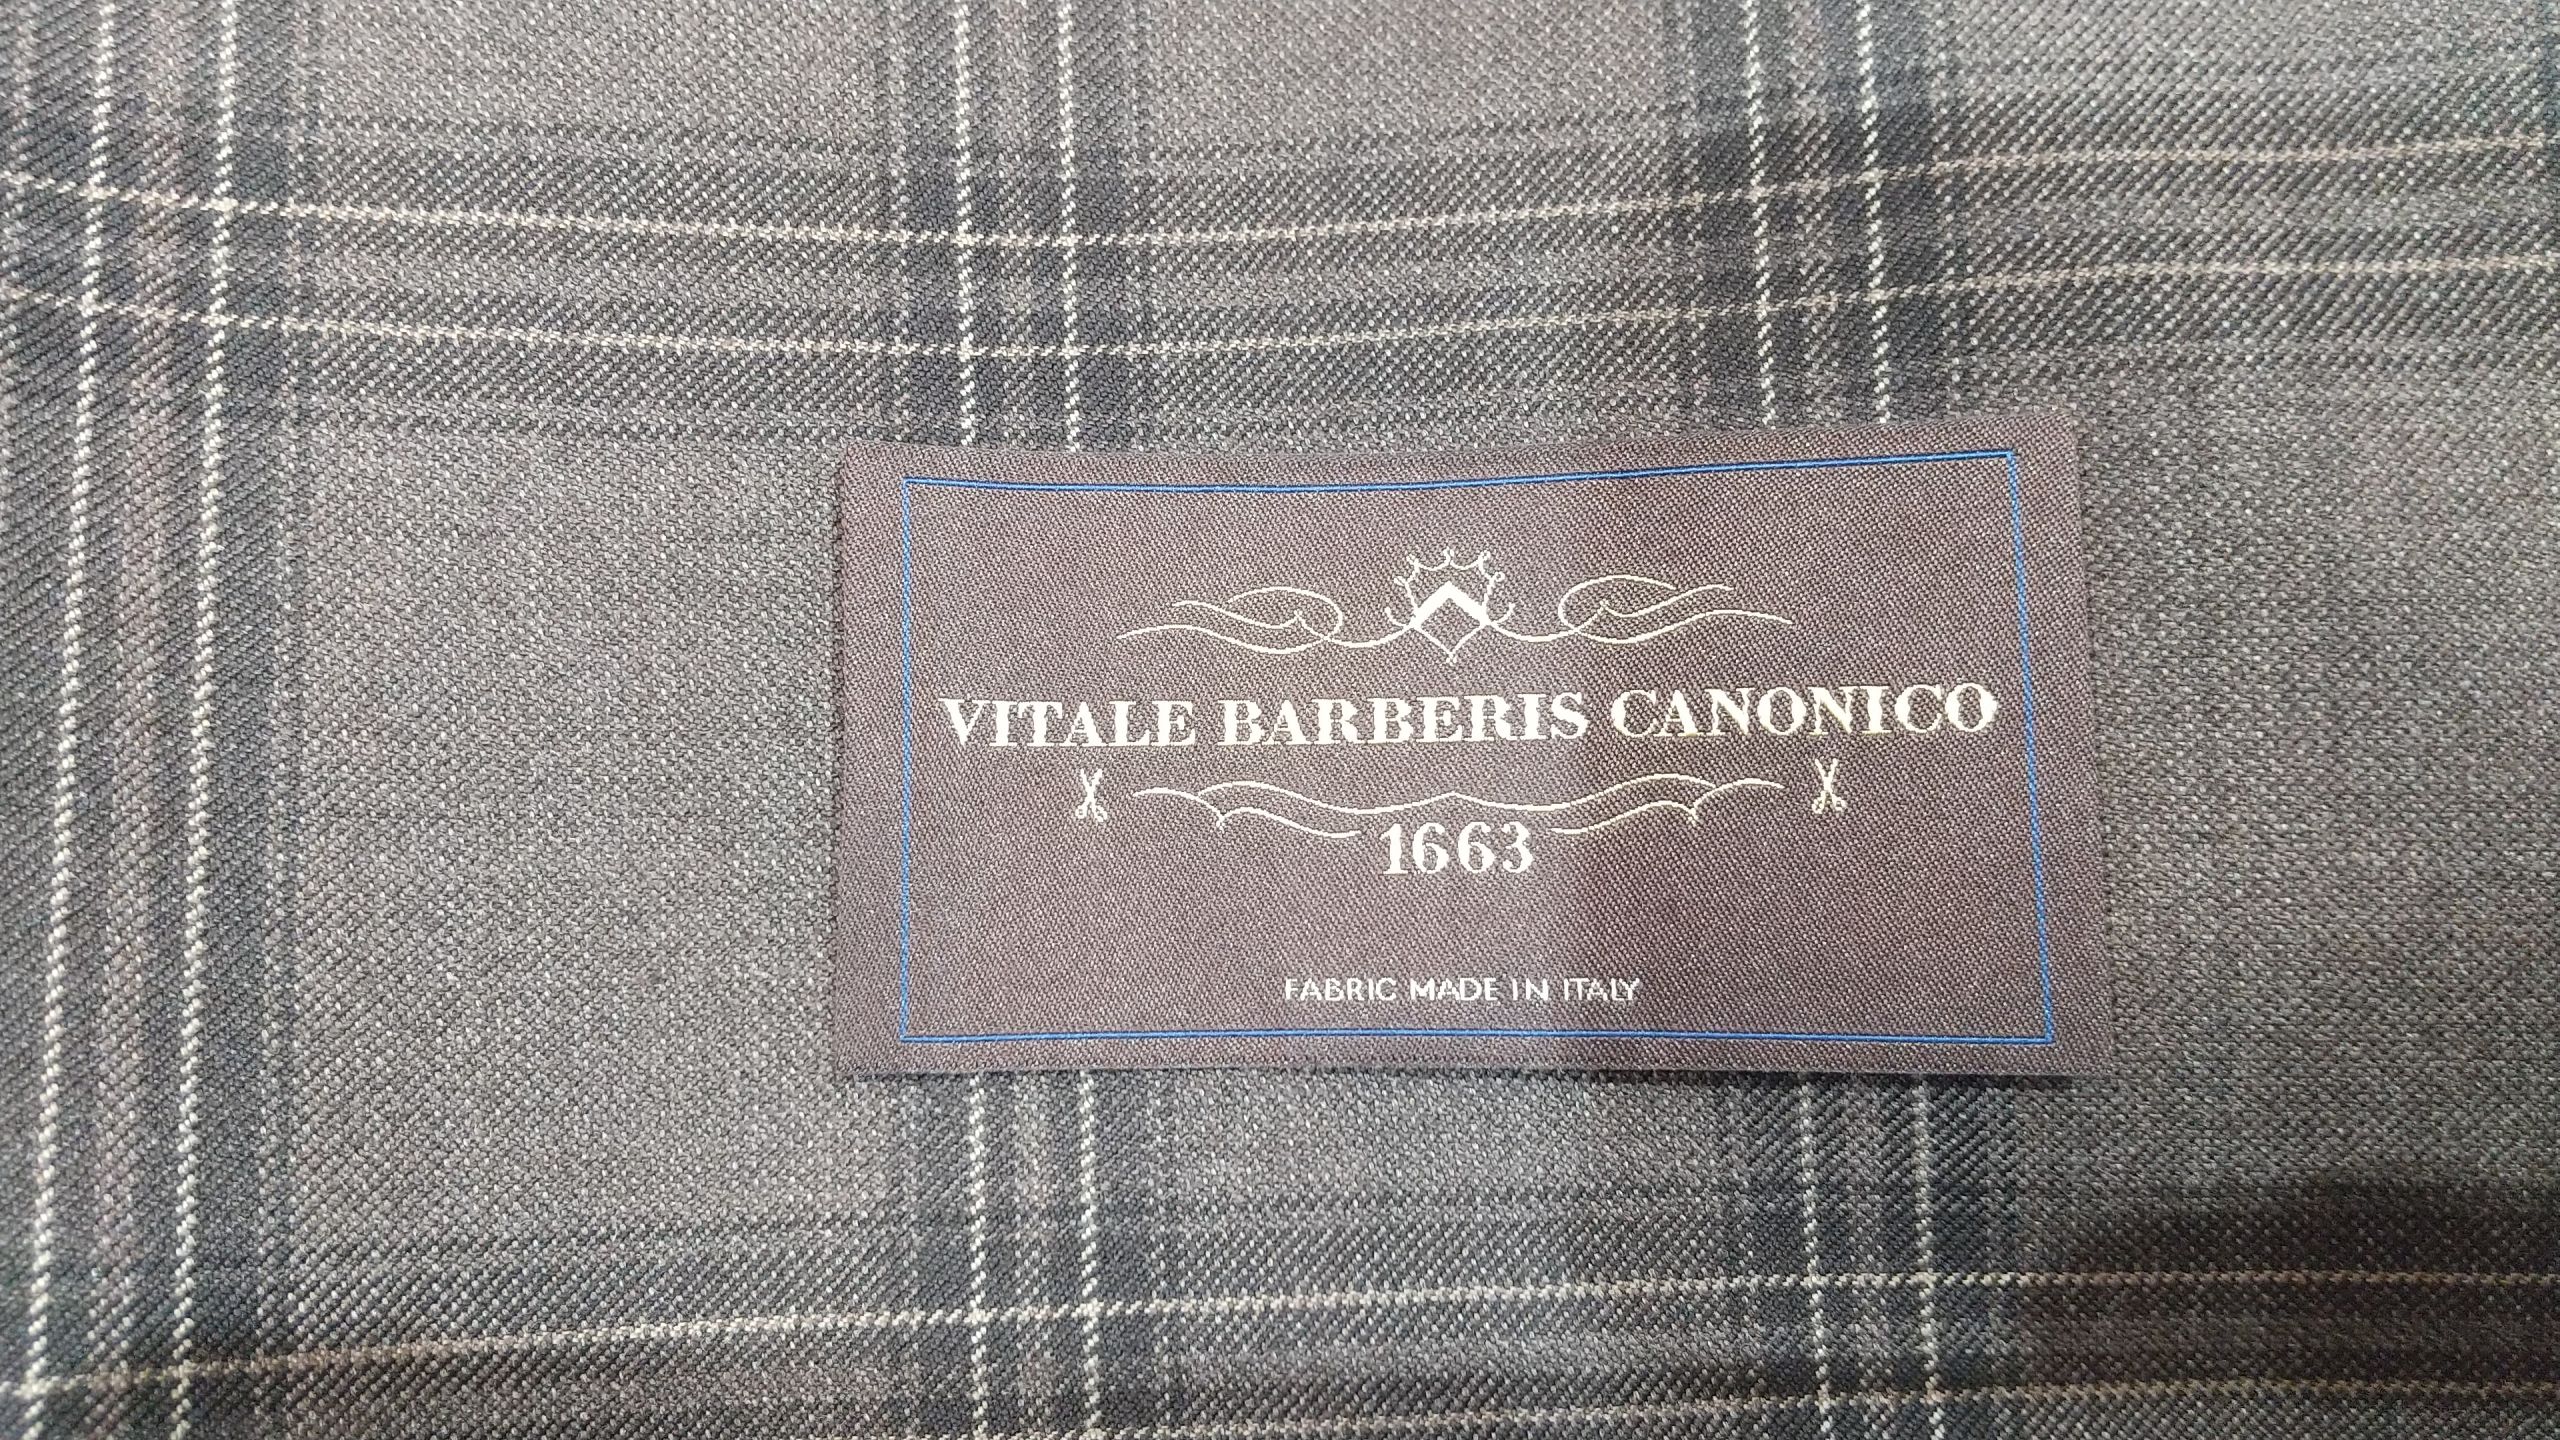 VITALE BARBERIS CANONICO
1663
FABRIC MADE IN ITALY